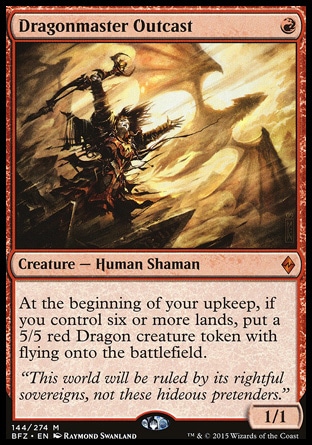 Dragonmaster Outcast
Creature — Human Shaman
At the beginning of your upkeep, if
you control six or more lands, put a
5/5 red Dragon creature token with
flying onto the battlefield.
“This world will be ruled by its rightful
sovereigns, not these hideous pretenders.”
1/1
144/274 M
BFZ • EN Raymond Swanland
™ & © 2015 Wizards of the Coast